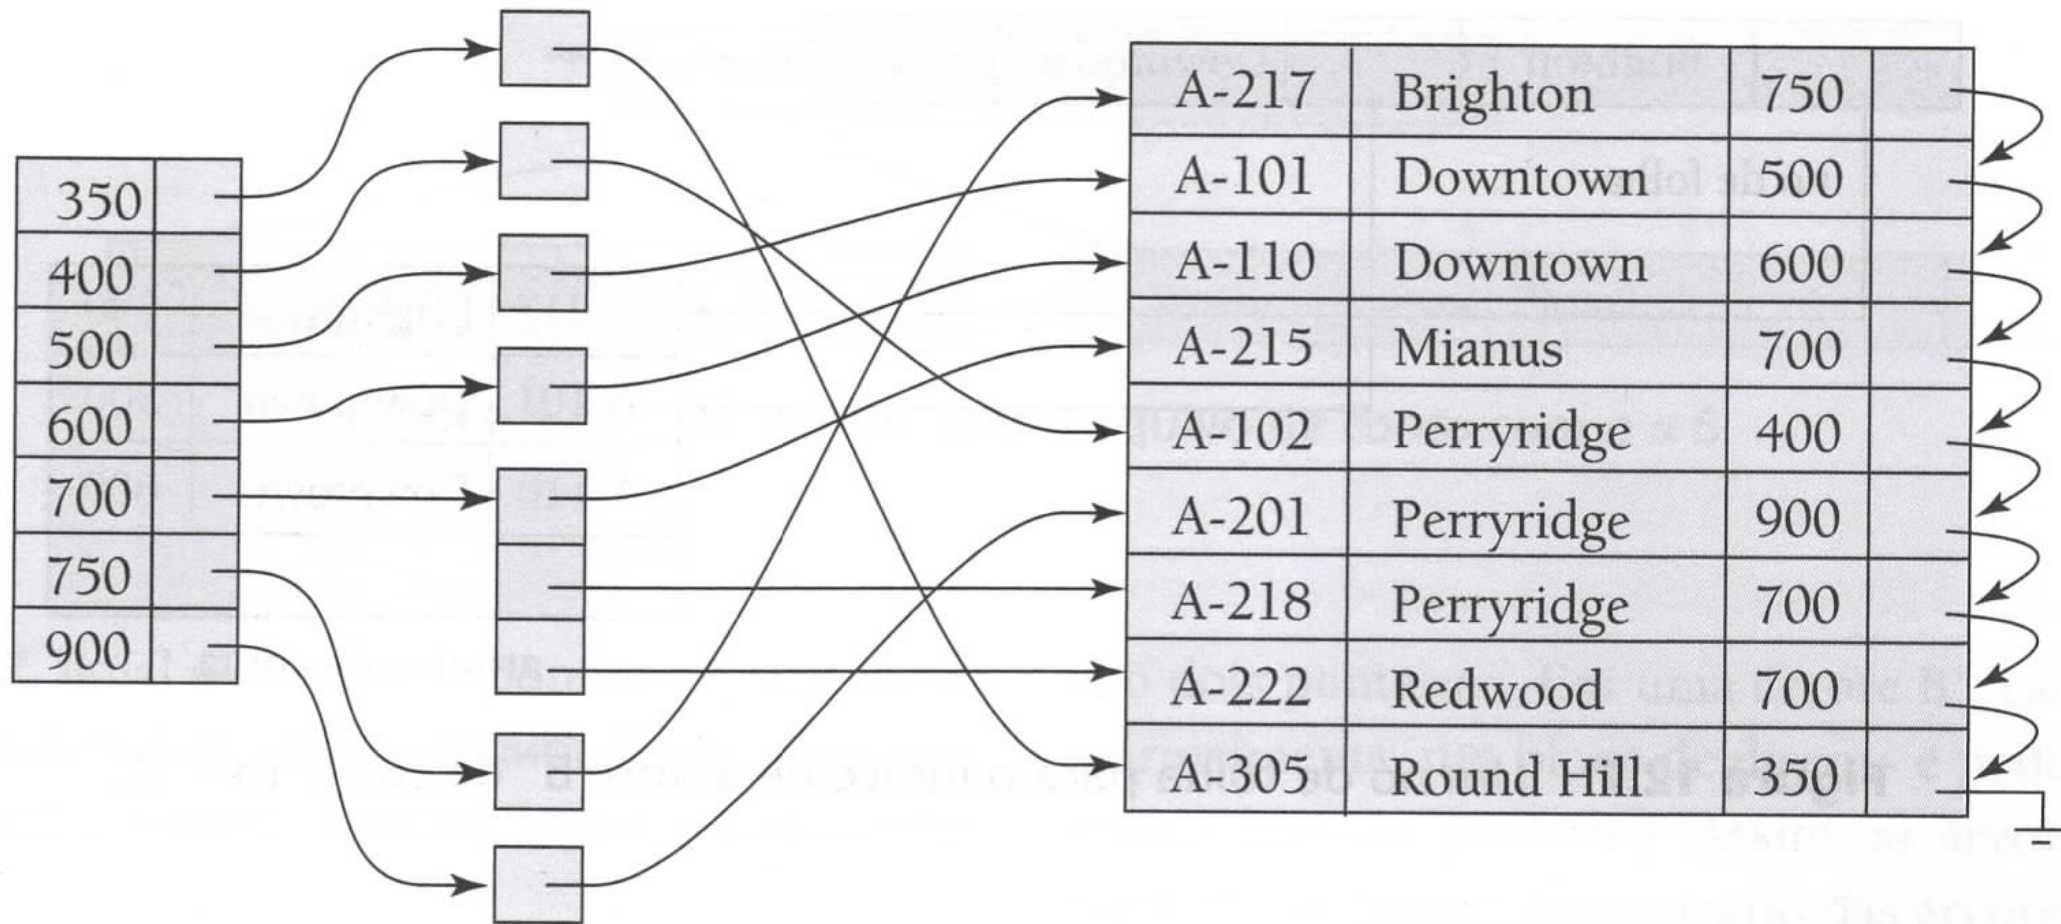 350
400
500
600
700
750
900
A-217 Brighton 750
A-101 Downtown 500
A-110 Downtown 600
A-215 Mianus 700
A-102 Perryridge 400
A-201 Perryridge 900
A-218 Perryridge 700
A-222 Redwood 700
A-305 Round Hill 350